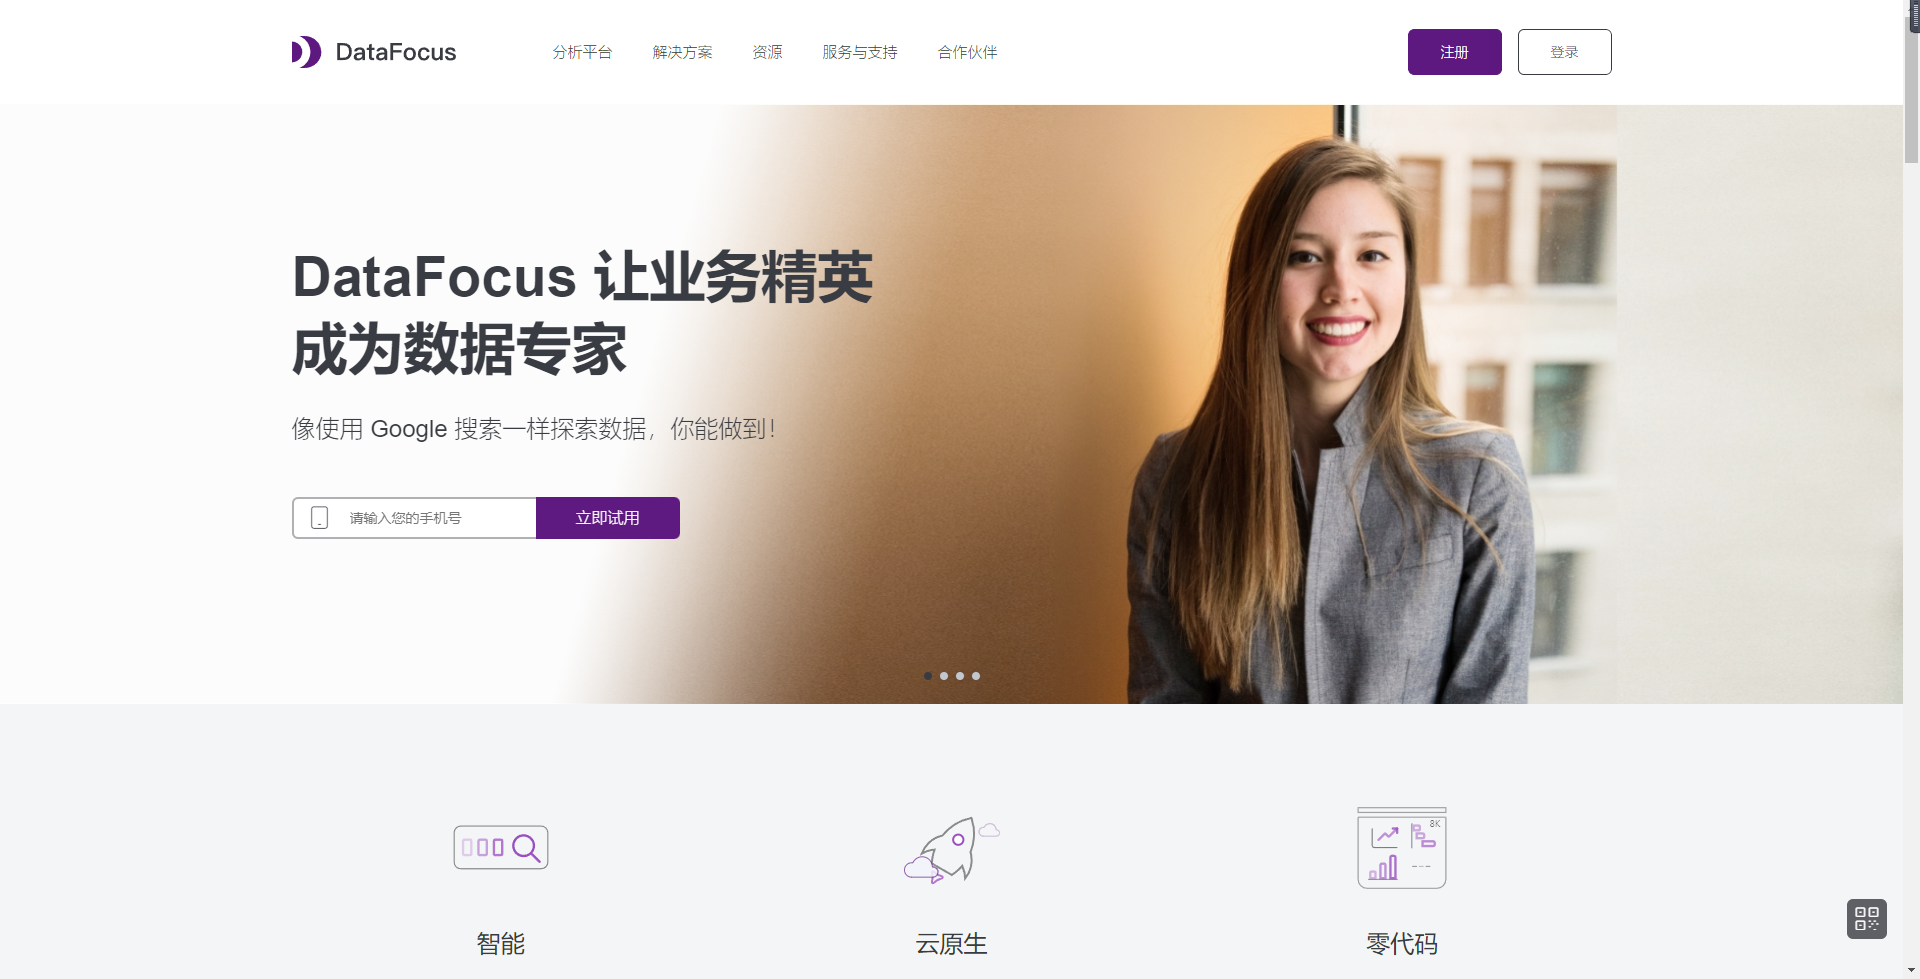 DataFocus
分析平台
解决方案
资源
服务与支持
合作伙伴
注册
登录
DataFocus 让业务精英
成为数据专家
像使用 Google 搜索一样探索数据，你能做到！
请输入您的手机号
立即试用
8K
智能
云原生
零代码